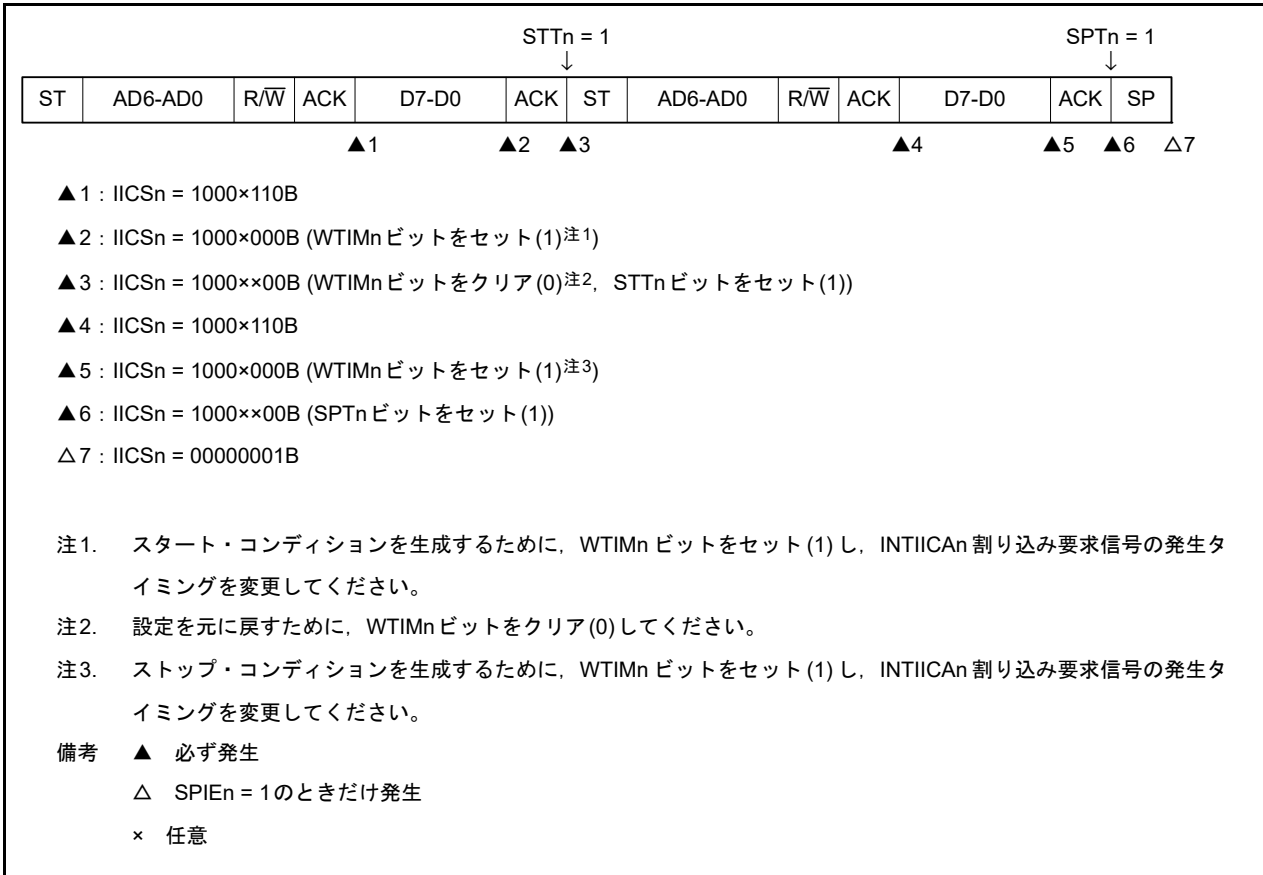 STTn = 1 SPTn = 1
↓ ↓
ST AD6-AD0 R/W̅ ACK D7-D0 ACK ST AD6-AD0 R/W̅ ACK D7-D0 ACK SP
▲1 ▲2 ▲3 ▲4 ▲5 ▲6 △7
▲1：IICSn = 1000×110B
▲2：IICSn = 1000×000B (WTIMnビットをセット(1)注1)
▲3：IICSn = 1000××00B (WTIMnビットをクリア(0)注2，STTnビットをセット(1))
▲4：IICSn = 1000×110B
▲5：IICSn = 1000×000B (WTIMnビットをセット(1)注3)
▲6：IICSn = 1000××00B (SPTnビットをセット(1))
△7：IICSn = 00000001B
注1. スタート・コンディションを生成するために，WTIMn ビットをセット(1)し，INTIICAn割り込み要求信号の発生タ
イミングを変更してください。
注2. 設定を元に戻すために，WTIMnビットをクリア(0)してください。
注3. ストップ・コンディションを生成するために，WTIMn ビットをセット(1)し，INTIICAn割り込み要求信号の発生タ
イミングを変更してください。
備考 ▲ 必ず発生
△ SPIEn = 1のときだけ発生
× 任意